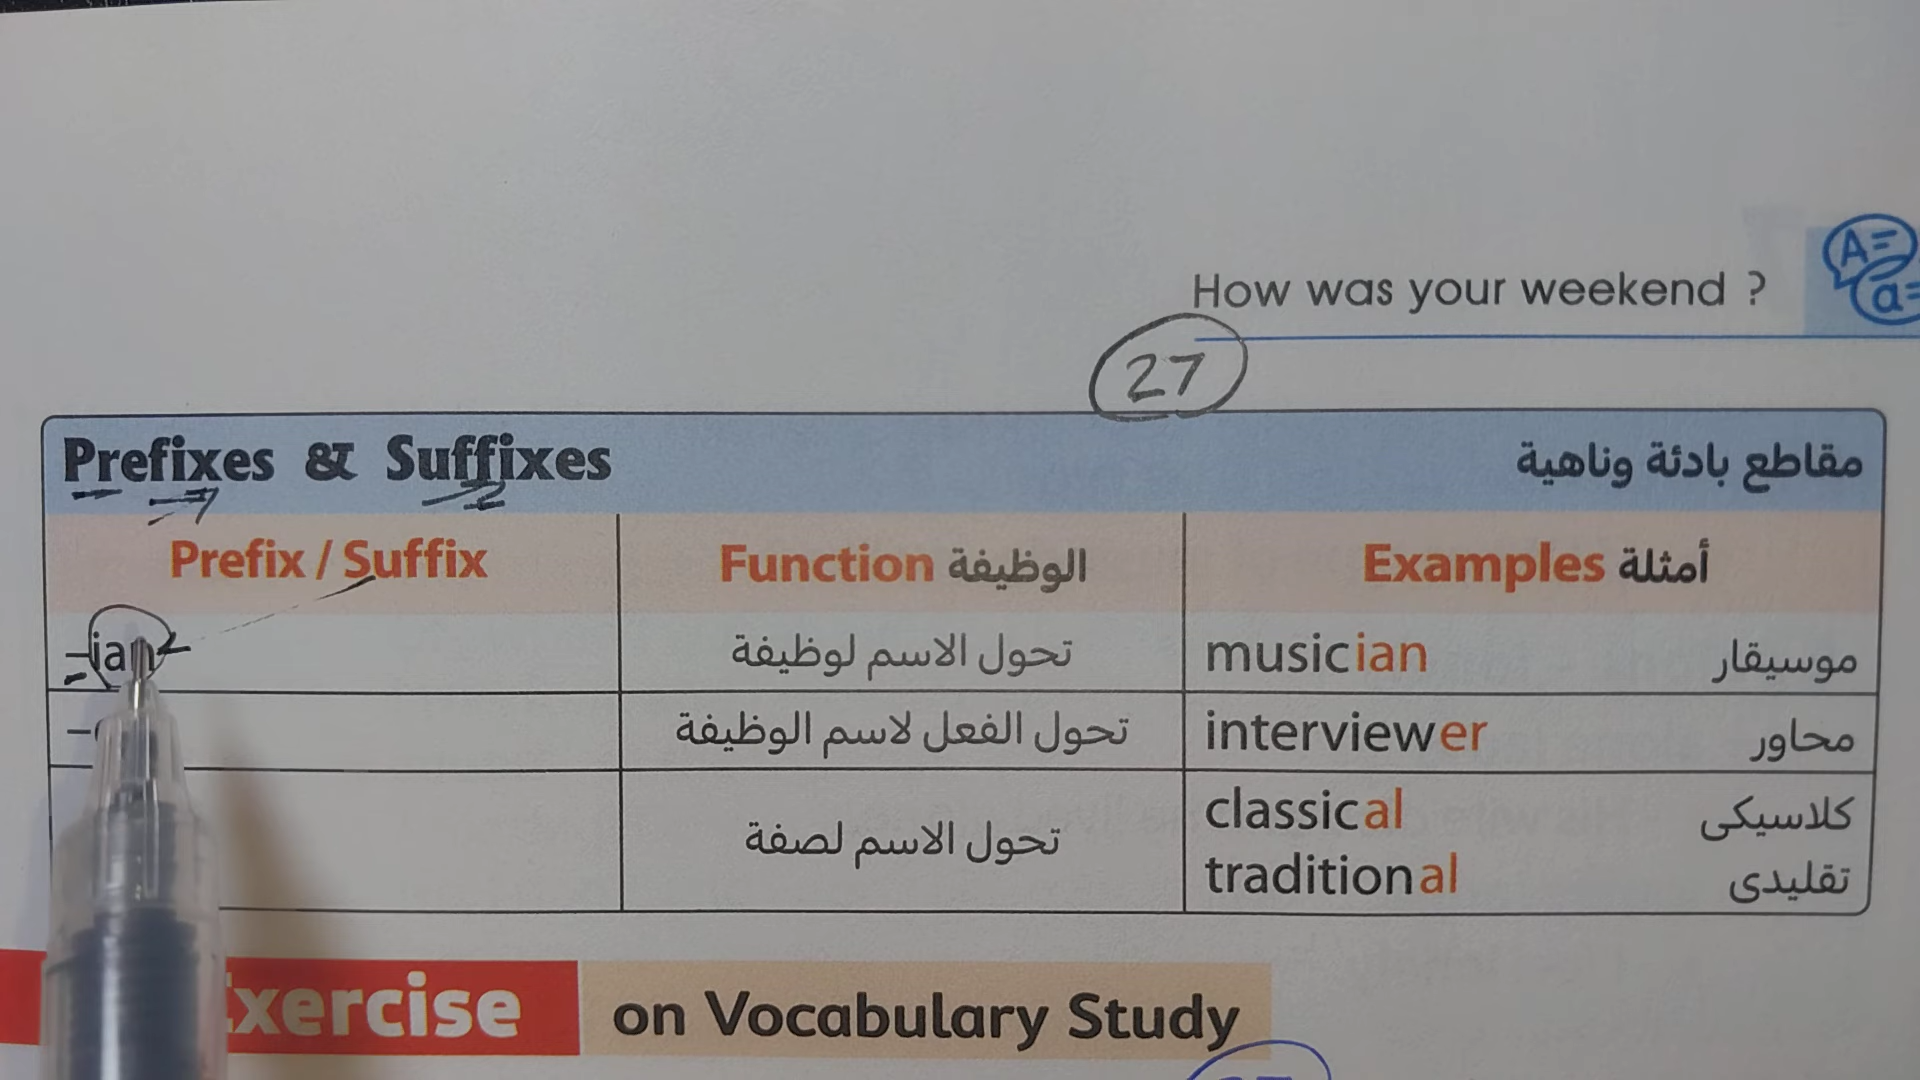 How was your weekend ?
27
Prefixes & Suffixes مقاطع بادئة وناهية
Prefix / Suffix Function الوظيفة Examples أمثلة
-ian تحول الاسم لوظيفة musician موسيقار
- تحول الفعل لاسم الوظيفة interviewer محاور
تحول الاسم لصفة classical كلاسيكى
traditional تقليدى
Exercise on Vocabulary Study